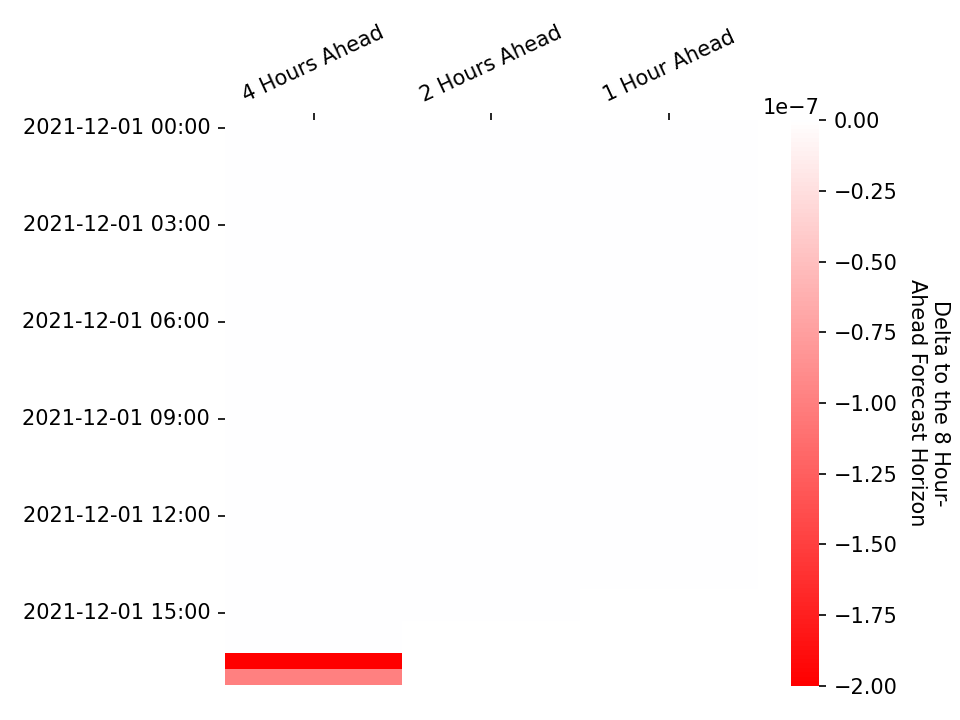 4 Hours Ahead
2 Hours Ahead
1 Hour Ahead
1e−7
2021-12-01 00:00
2021-12-01 03:00
2021-12-01 06:00
2021-12-01 09:00
2021-12-01 12:00
2021-12-01 15:00
0.00
−0.25
−0.50
−0.75
−1.00
−1.25
−1.50
−1.75
−2.00
Delta to the 8 Hour-
Ahead Forecast Horizon